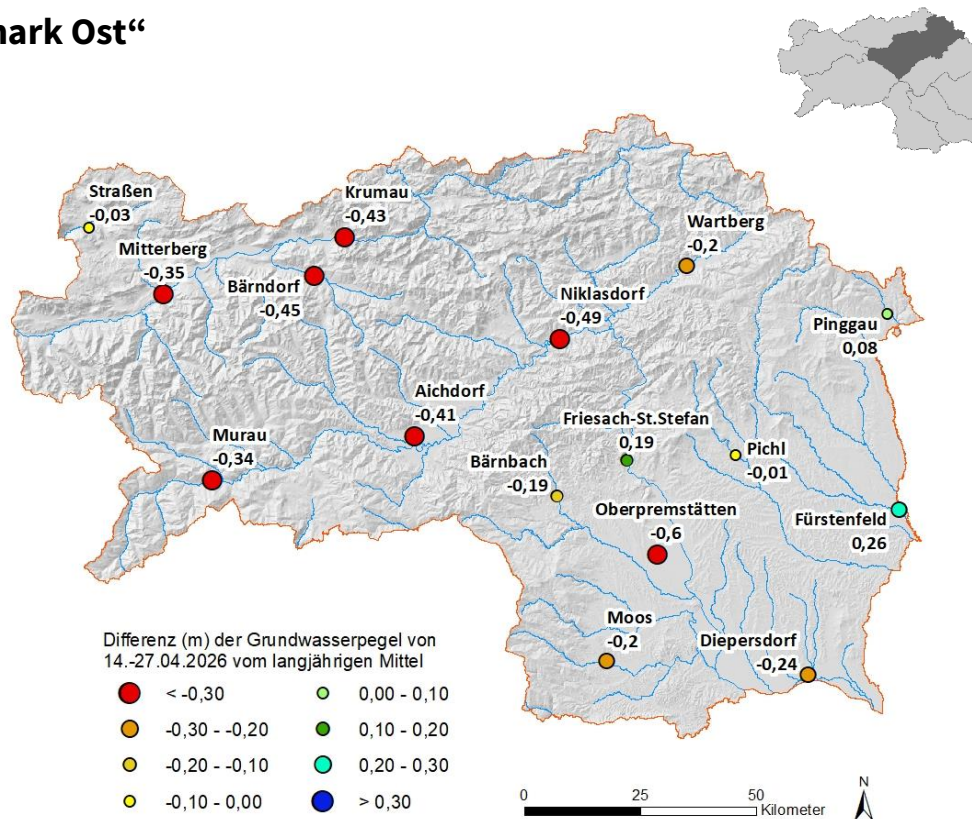 nark Ost“
Straßen
-0,03
Krumau
-0,43
Wartberg
-0,2
Mitterberg
-0,35
Bärndorf
-0,45
Niklasdorf
-0,49
Pinggau
0,08
Aichdorf
-0,41
Friesach-St.Stefan
0,19
Murau
-0,34
Bärnbach
-0,19
Pichl
-0,01
Oberpremstätten
-0,6
Fürstenfeld
0,26
Moos
-0,2
Diepersdorf
-0,24
Differenz (m) der Grundwasserpegel von
14.-27.04.2026 vom langjährigen Mittel
< -0,30
-0,30 - -0,20
-0,20 - -0,10
-0,10 - 0,00
0,00 - 0,10
0,10 - 0,20
0,20 - 0,30
> 0,30
0 25 50
Kilometer
N